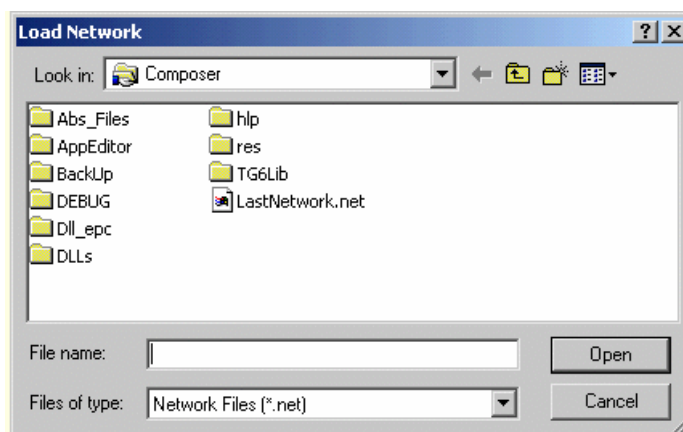 Load Network
Look in: Composer
Abs_Files
AppEditor
BackUp
DEBUG
Dll_epc
DLLs
hlp
res
TG6Lib
LastNetwork.net
File name:
Open
Files of type: Network Files (*.net)
Cancel